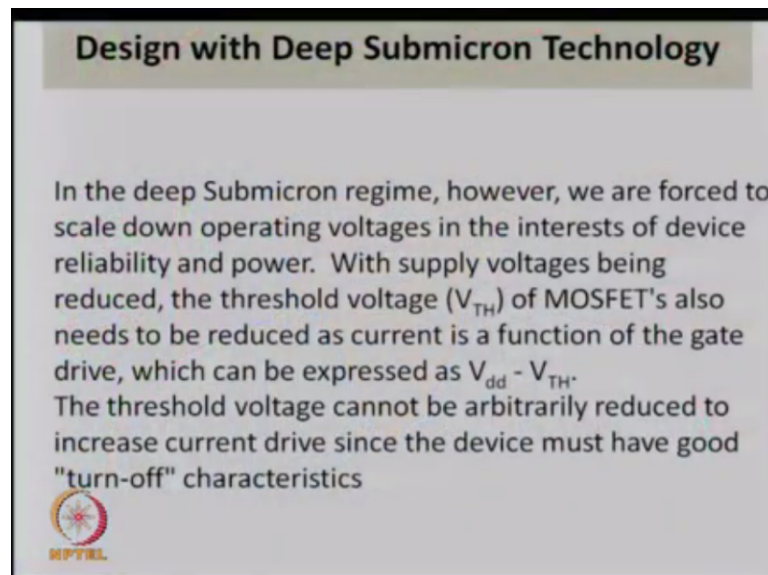 Design with Deep Submicron Technology
In the deep Submicron regime, however, we are forced to
scale down operating voltages in the interests of device
reliability and power. With supply voltages being
reduced, the threshold voltage (V_TH) of MOSFET's also
needs to be reduced as current is a function of the gate
drive, which can be expressed as V_dd - V_TH.
The threshold voltage cannot be arbitrarily reduced to
increase current drive since the device must have good
"turn-off" characteristics
NPTEL